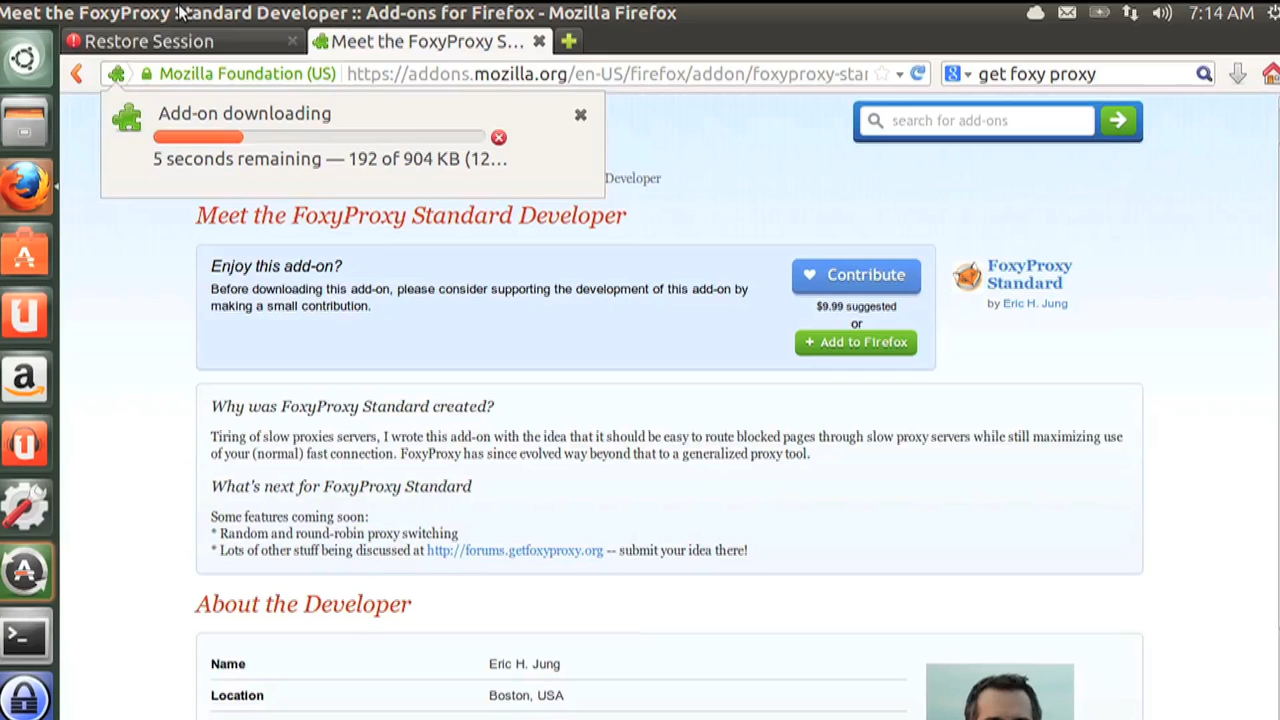 Meet the FoxyProxy Standard Developer :: Add-ons for Firefox - Mozilla Firefox
7:14 AM
Restore Session
Meet the FoxyProxy S...
Mozilla Foundation (US)
https://addons.mozilla.org/en-US/firefox/addon/foxyproxy-star
get foxy proxy
Add-on downloading
5 seconds remaining — 192 of 904 KB (12...
search for add-ons
Developer
Meet the FoxyProxy Standard Developer
Enjoy this add-on?
Before downloading this add-on, please consider supporting the development of this add-on by
making a small contribution.
Contribute
$9.99 suggested
or
+ Add to Firefox
FoxyProxy
Standard
by Eric H. Jung
Why was FoxyProxy Standard created?
Tiring of slow proxies servers, I wrote this add-on with the idea that it should be easy to route blocked pages through slow proxy servers while still maximizing use
of your (normal) fast connection. FoxyProxy has since evolved way beyond that to a generalized proxy tool.
What's next for FoxyProxy Standard
Some features coming soon:
* Random and round-robin proxy switching
* Lots of other stuff being discussed at http://forums.getfoxyproxy.org -- submit your idea there!
About the Developer
Name Eric H. Jung
Location Boston, USA